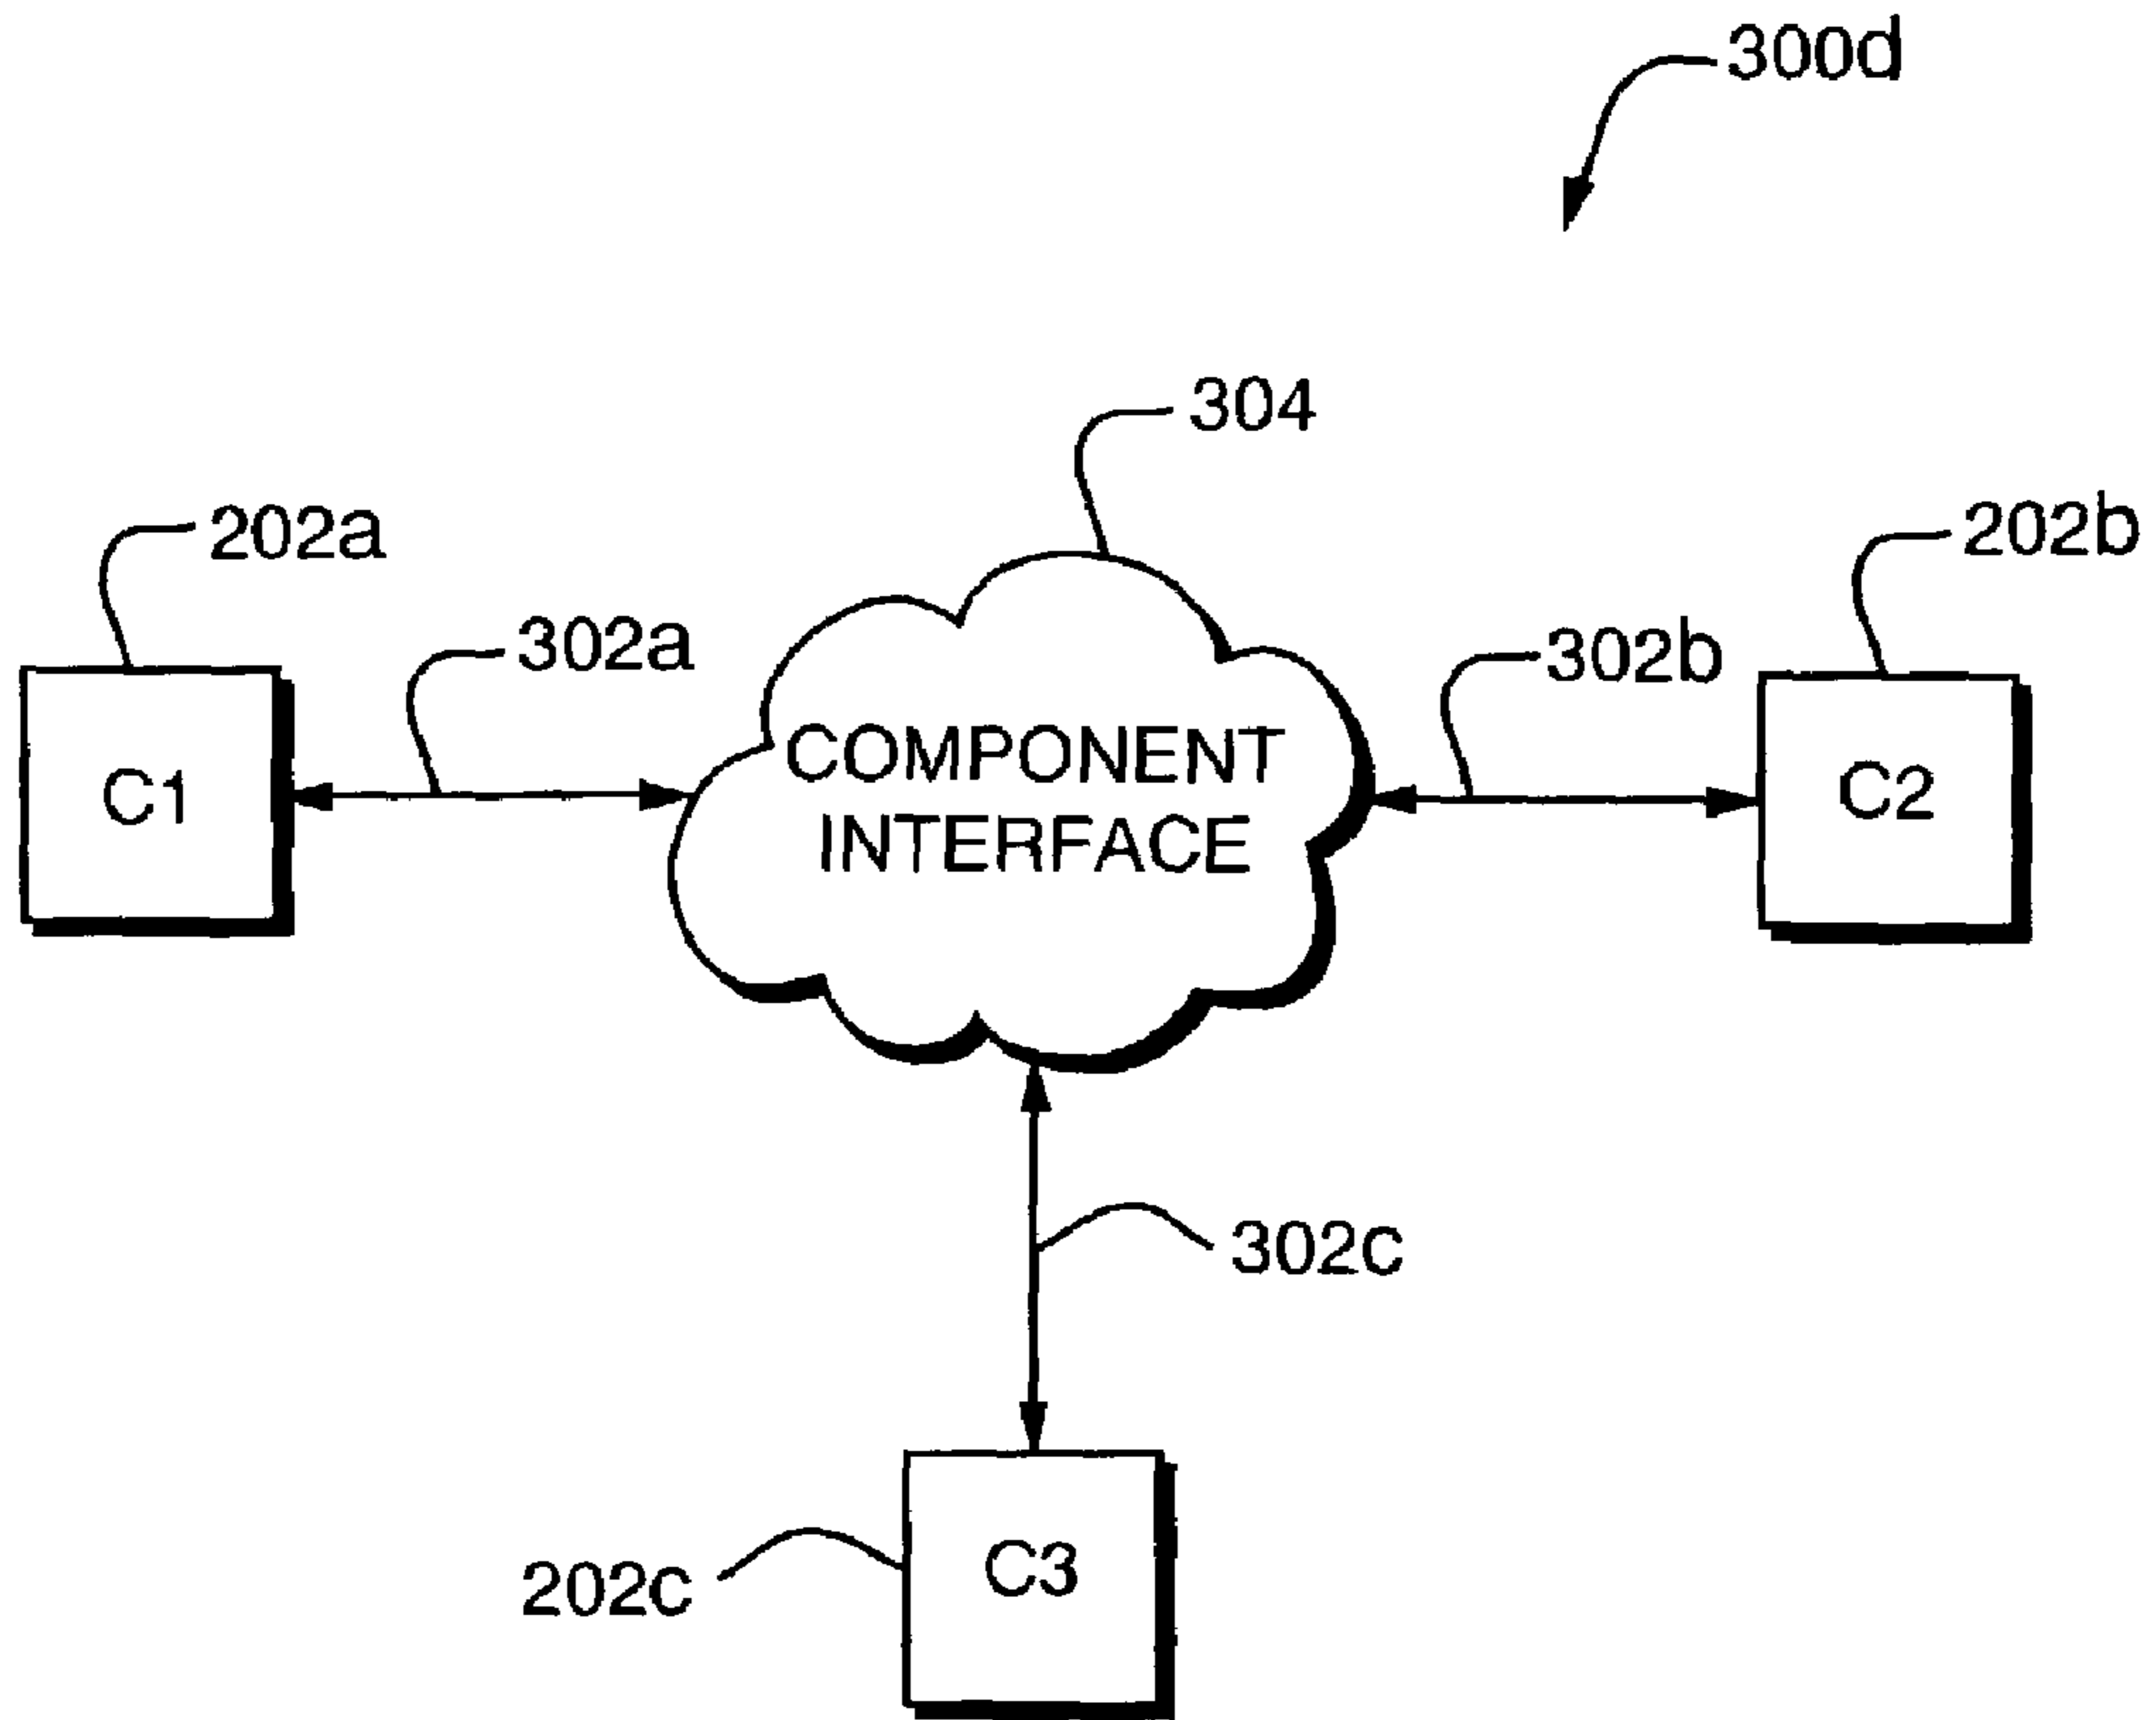 300d
304
202a
202b
302a
302b
COMPONENT
INTERFACE
C1
C2
302c
C3
202c